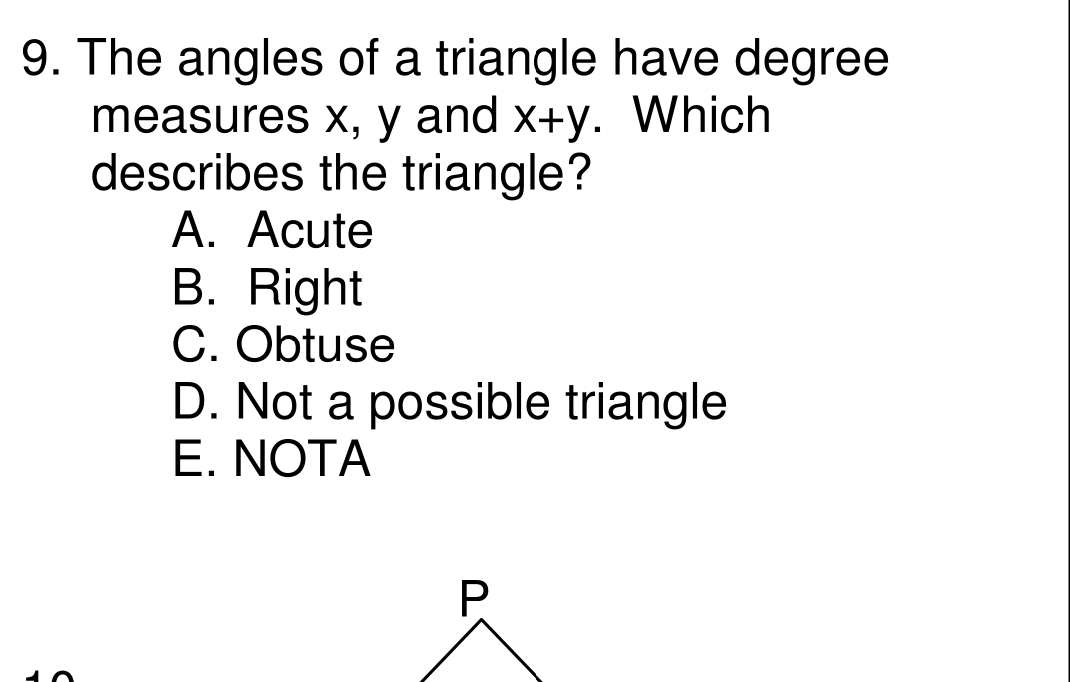 9. The angles of a triangle have degree
measures x, y and x+y.  Which
describes the triangle?
A.  Acute
B.  Right
C. Obtuse
D. Not a possible triangle
E. NOTA
P